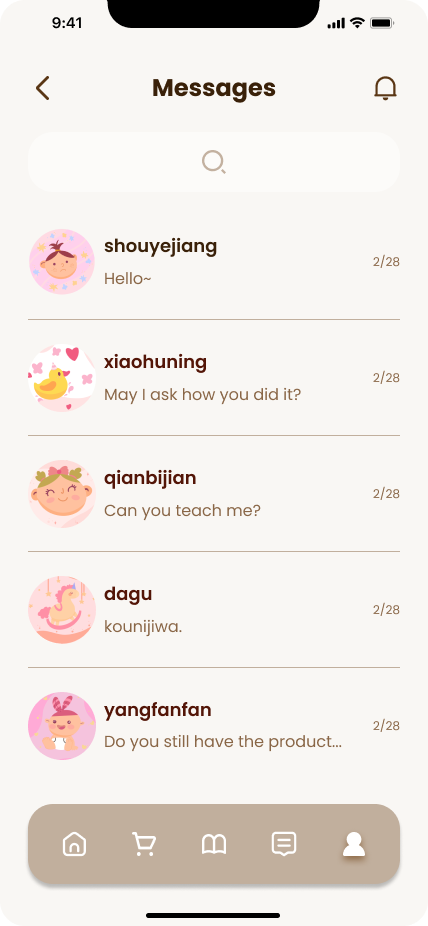 9:41
Messages
shouyejiang
Hello~
2/28
xiaohuning
May I ask how you did it?
2/28
qianbijian
Can you teach me?
2/28
dagu
kounijiwa.
2/28
yangfanfan
Do you still have the product...
2/28